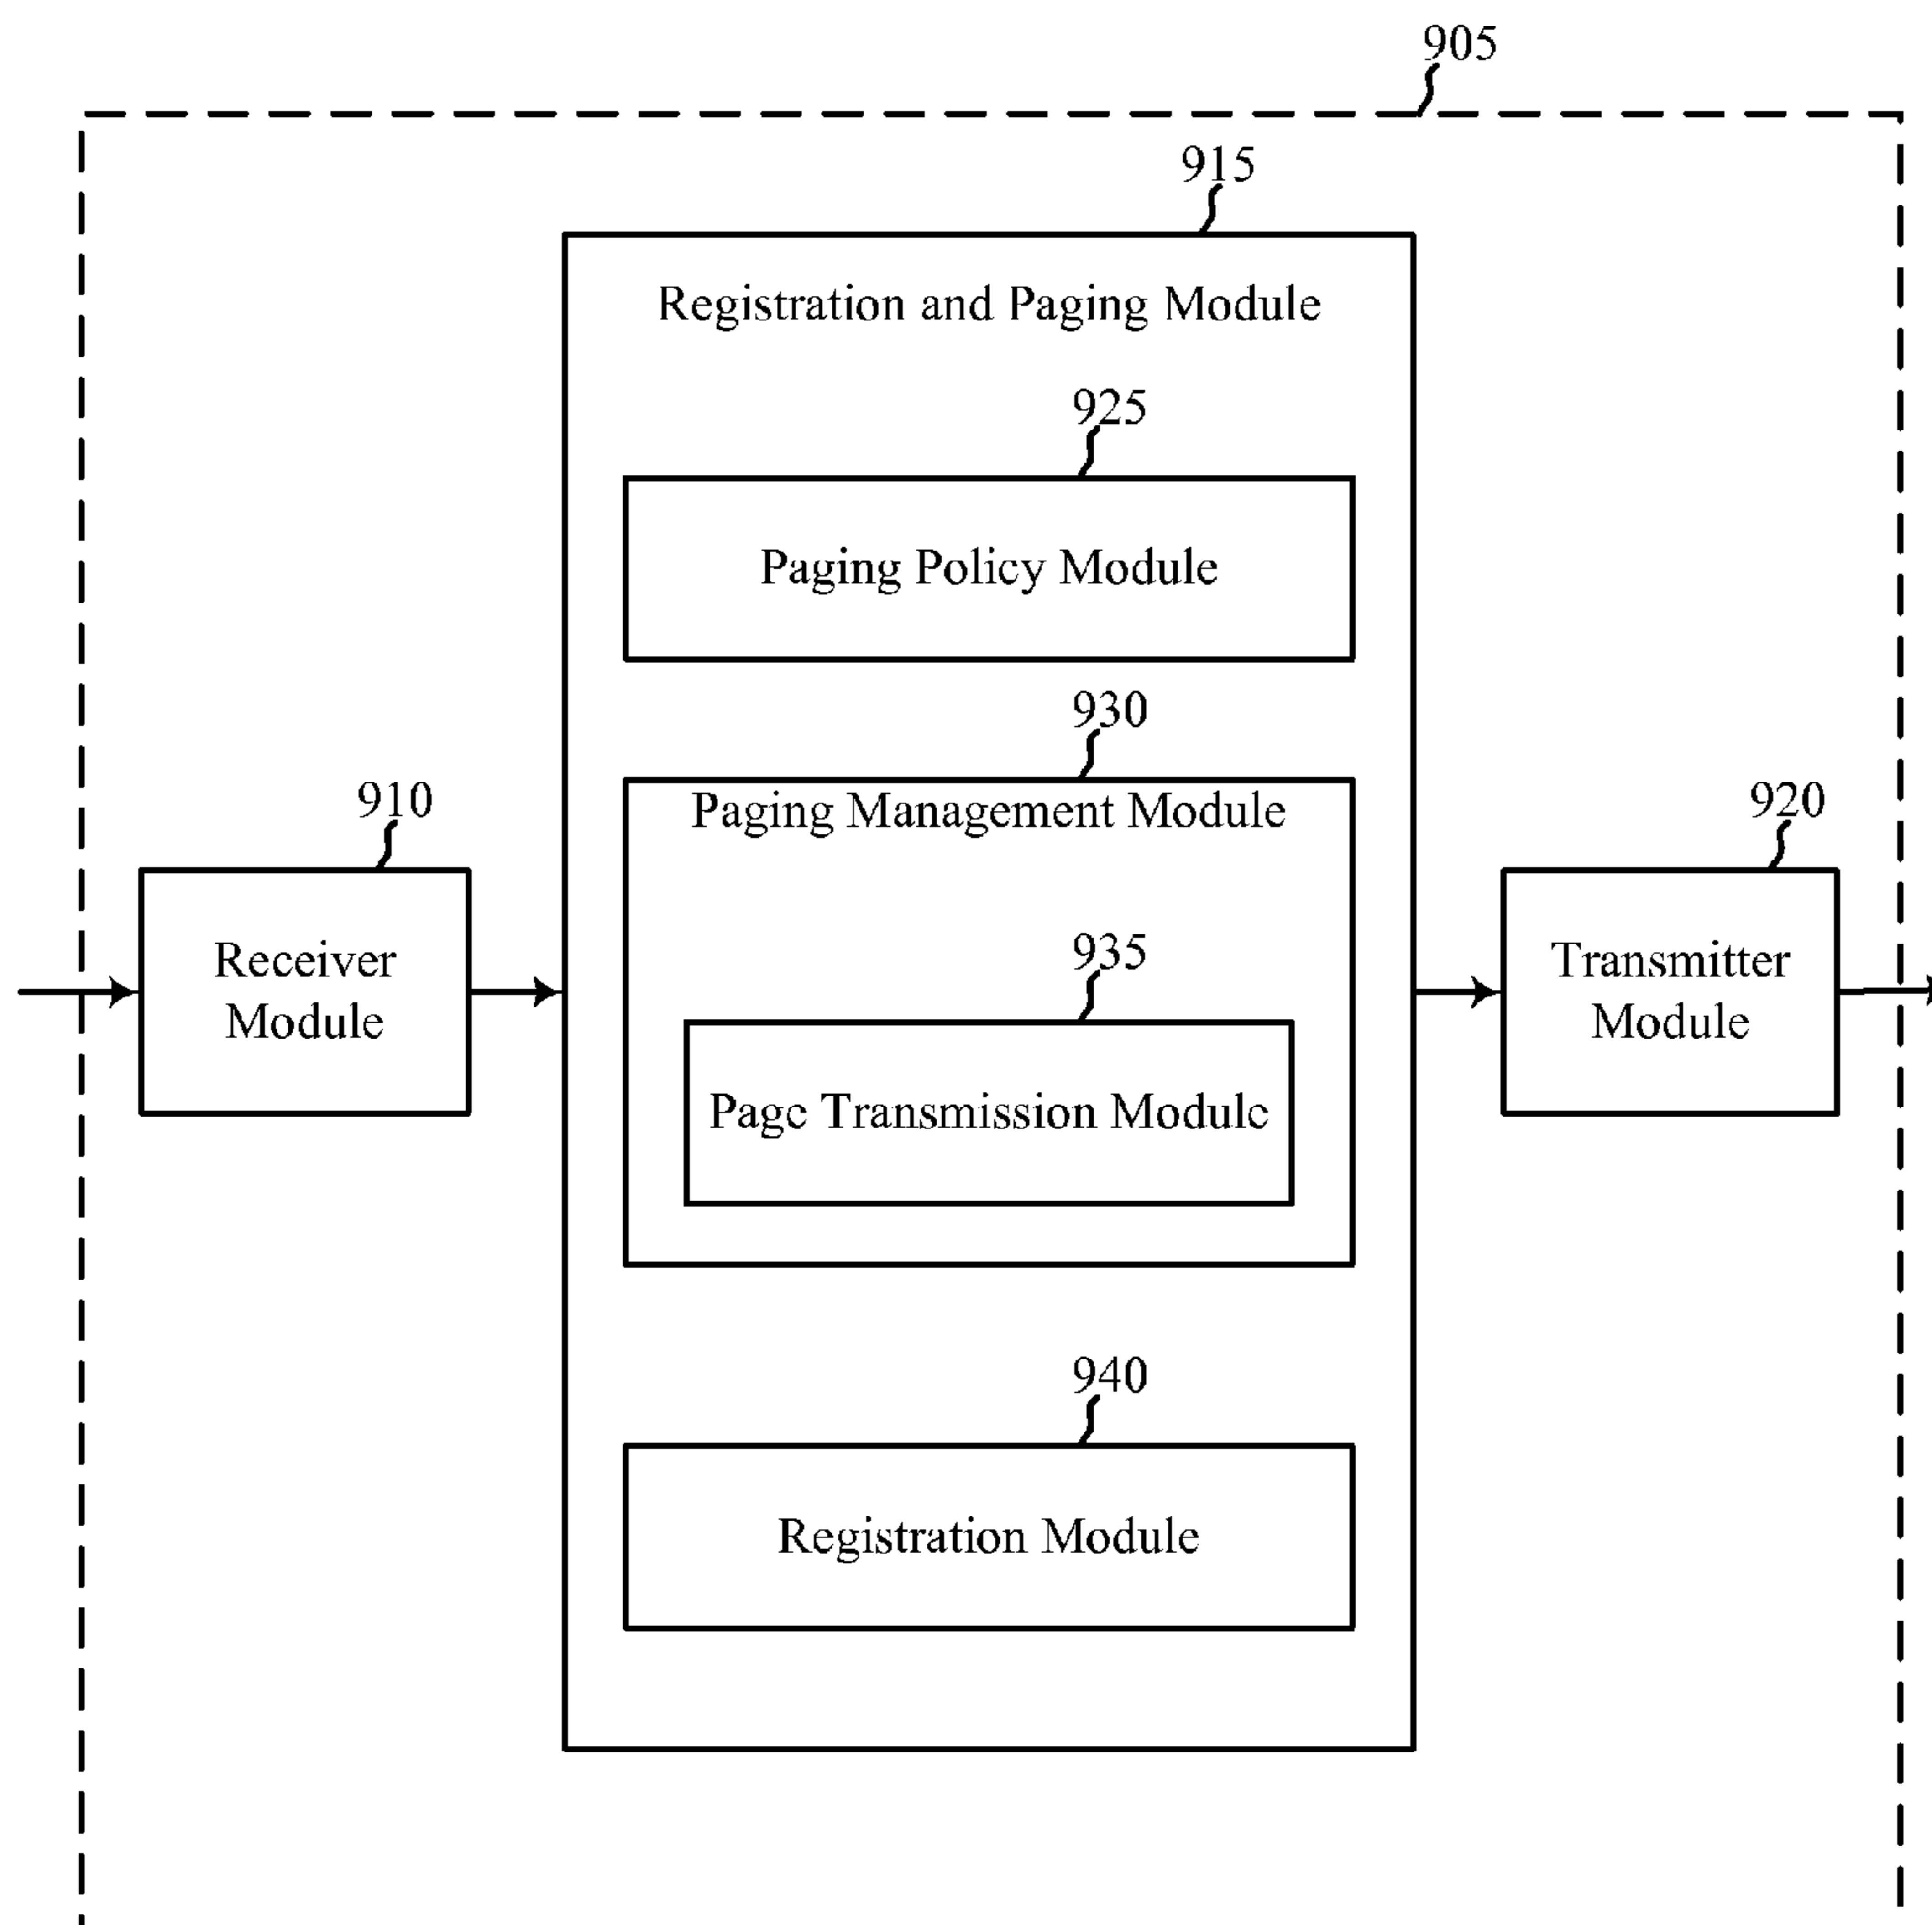 905
915
Registration and Paging Module
925
Paging Policy Module
930
Paging Management Module
910
920
Receiver
Module
935
Page Transmission Module
Transmitter
Module
940
Registration Module